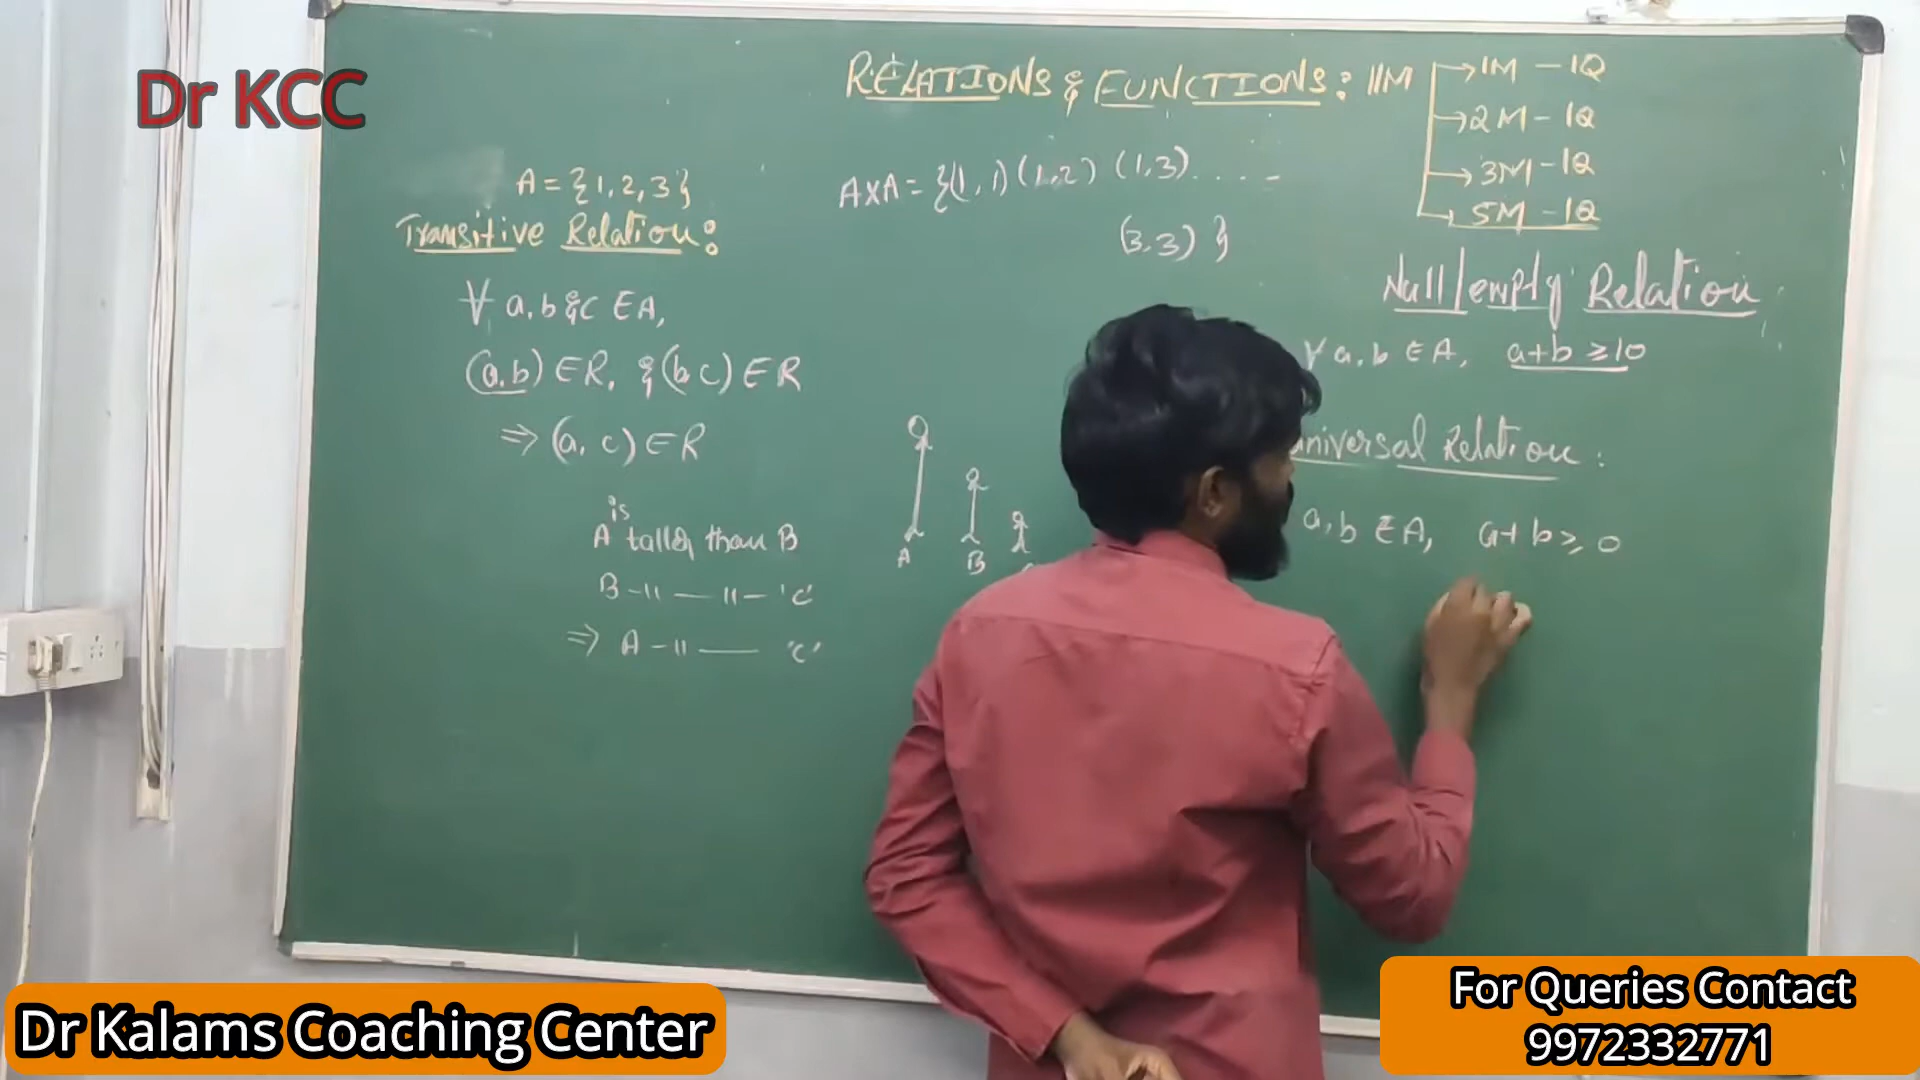 Dr KCC
RELATIONS & FUNCTIONS: 11M
→ 1M - 1Q
→ 2M - 1Q
→ 3M - 1Q
→ 5M - 1Q
A = {1, 2, 3}
A×A = {(1, 1) (1, 2) (1, 3) . . . . -
(3, 3) }
Transitive Relation:
∀ a, b & c ∈ A,
(a, b) ∈ R, & (b c) ∈ R
⇒ (a, c) ∈ R
is
A taller than B
B -〃— 〃- 'c'
⇒ A -〃— 'c'
A
B
Null/empty Relation
∀ a, b ∈ A, a+b ≥ 10
universal Relation:
a, b ∈ A, a+b ≥ 0
Dr Kalams Coaching Center
For Queries Contact
9972332771